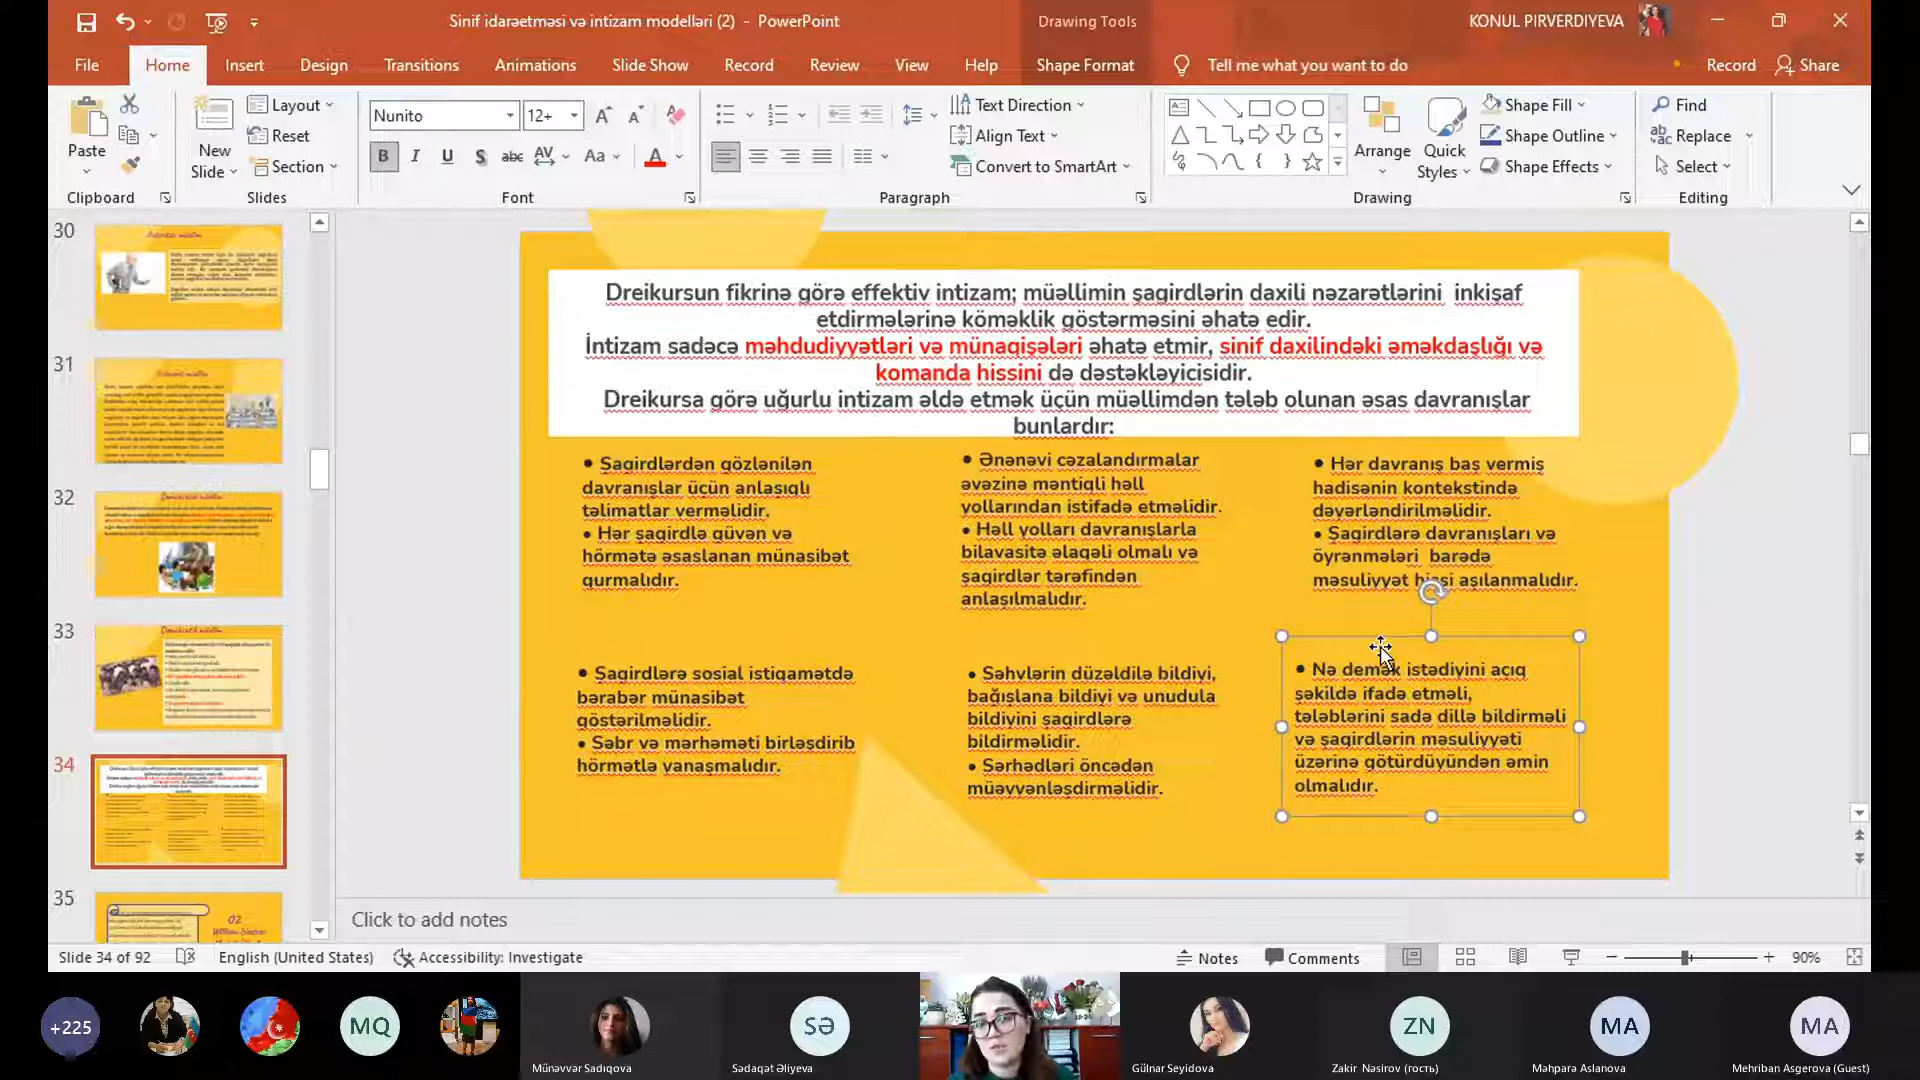 Sinif idarəetməsi və intizam modelləri (2) - PowerPoint
Drawing Tools
KONUL PIRVERDIYEVA
File
Home
Insert
Design
Transitions
Animations
Slide Show
Record
Review
View
Help
Shape Format
Tell me what you want to do
Record
Share
Paste
Clipboard
New
Slide
Layout
Reset
Section
Slides
Nunito
12+
Font
Text Direction
Align Text
Convert to SmartArt
Paragraph
Arrange
Quick
Styles
Shape Fill
Shape Outline
Shape Effects
Drawing
Find
Replace
Select
Editing
30
31
32
33
34
35
02
Dreikursun fikrinə görə effektiv intizam; müəllimin şagirdlərin daxili nəzarətlərini inkişaf
etdirmələrinə köməklik göstərməsini əhatə edir.
İntizam sadəcə məhdudiyyətləri və münaqişələri əhatə etmir, sinif daxilindəki əməkdaşlığı və
komanda hissini də dəstəkləyicisidir.
Dreikursa görə uğurlu intizam əldə etmək üçün müəllimdən tələb olunan əsas davranışlar
bunlardır:
• Şagirdlərdən gözlənilən
davranışlar üçün anlaşıqlı
təlimatlar verməlidir.
• Hər şagirdlə güvən və
hörmətə əsaslanan münasibət
qurmalıdır.
• Ənənəvi cəzalandırmalar
əvəzinə məntiqli həll
yollarından istifadə etməlidir.
• Həll yolları davranışlarla
bilavasitə əlaqəli olmalı və
şagirdlər tərəfindən
anlaşılmalıdır.
• Hər davranış baş vermiş
hadisənin kontekstində
dəyərləndirilməlidir.
• Şagirdlərə davranışları və
öyrənmələri barədə
məsuliyyət hissi aşılanmalıdır.
• Şagirdlərə sosial istiqamətdə
bərabər münasibət
göstərilməlidir.
• Səbr və mərhəməti birləşdirib
hörmətlə yanaşmalıdır.
• Səhvlərin düzəldilə bildiyi,
bağışlana bildiyi və unudula
bildiyini şagirdlərə
bildirməlidir.
• Sərhədləri öncədən
müəyyənləşdirməlidir.
• Nə demək istədiyini açıq
şəkildə ifadə etməli,
tələblərini sadə dillə bildirməli
və şagirdlərin məsuliyyəti
üzərinə götürdüyündən əmin
olmalıdır.
Click to add notes
Slide 34 of 92
English (United States)
Accessibility: Investigate
Notes
Comments
90%
+225
MQ
SƏ
ZN
MA
MA
Münəvvər Sadıqova
Sədaqət Əliyeva
Gülnar Seyidova
Zakir Nəsirov (гость)
Məhparə Aslanova
Mehriban Asgerova (Guest)